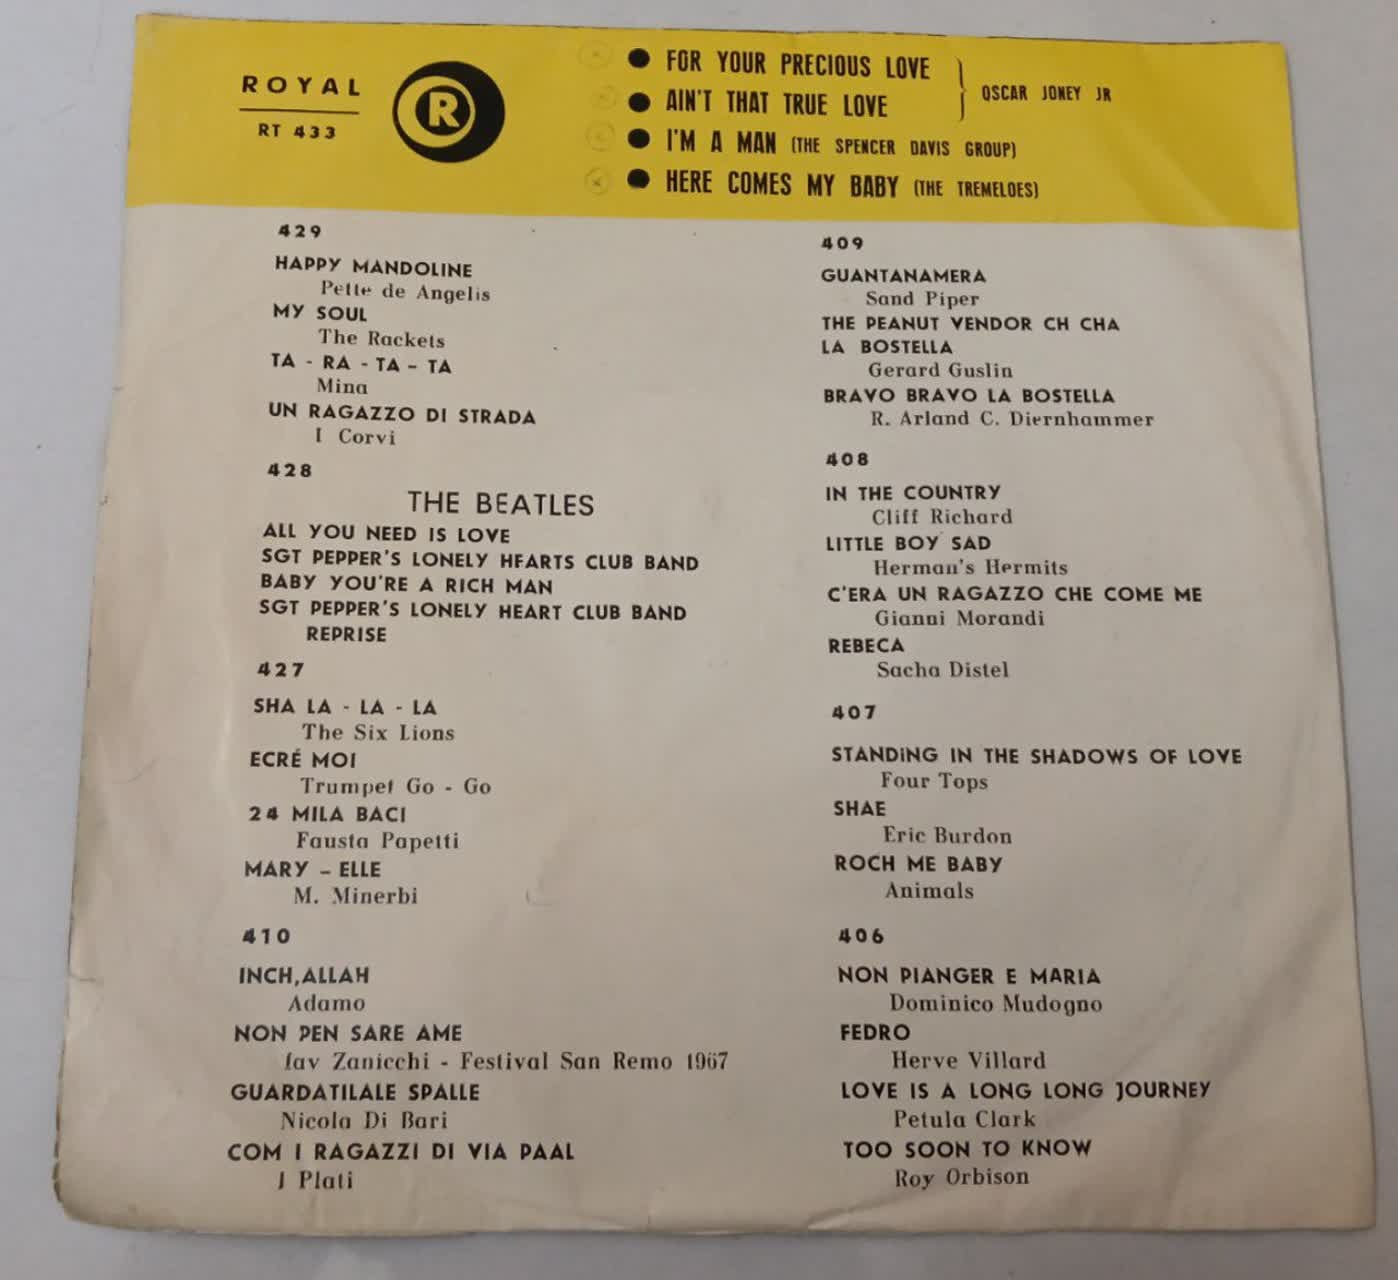 ROYAL
RT 433
R
● FOR YOUR PRECIOUS LOVE
● AIN'T THAT TRUE LOVE
} OSCAR JONEY JR
● I'M A MAN (THE SPENCER DAVIS GROUP)
● HERE COMES MY BABY (THE TREMELOES)
429
HAPPY MANDOLINE
Pette de Angelis
MY SOUL
The Rackets
TA - RA - TA - TA
Mina
UN RAGAZZO DI STRADA
I Corvi
428
THE BEATLES
ALL YOU NEED IS LOVE
SGT PEPPER'S LONELY HEARTS CLUB BAND
BABY YOU'RE A RICH MAN
SGT PEPPER'S LONELY HEART CLUB BAND
REPRISE
427
SHA LA - LA - LA
The Six Lions
ECRÉ MOI
Trumpet Go - Go
24 MILA BACI
Fausta Papetti
MARY - ELLE
M. Minerbi
410
INCH,ALLAH
Adamo
NON PEN SARE AME
Iav Zanicchi - Festival San Remo 1967
GUARDATILALE SPALLE
Nicola Di Bari
COM I RAGAZZI DI VIA PAAL
J Plati
409
GUANTANAMERA
Sand Piper
THE PEANUT VENDOR CH CHA
LA BOSTELLA
Gerard Guslin
BRAVO BRAVO LA BOSTELLA
R. Arland C. Diernhammer
408
IN THE COUNTRY
Cliff Richard
LITTLE BOY SAD
Herman's Hermits
C'ERA UN RAGAZZO CHE COME ME
Gianni Morandi
REBECA
Sacha Distel
407
STANDING IN THE SHADOWS OF LOVE
Four Tops
SHAE
Eric Burdon
ROCH ME BABY
Animals
406
NON PIANGER E MARIA
Dominico Mudogno
FEDRO
Herve Villard
LOVE IS A LONG LONG JOURNEY
Petula Clark
TOO SOON TO KNOW
Roy Orbison